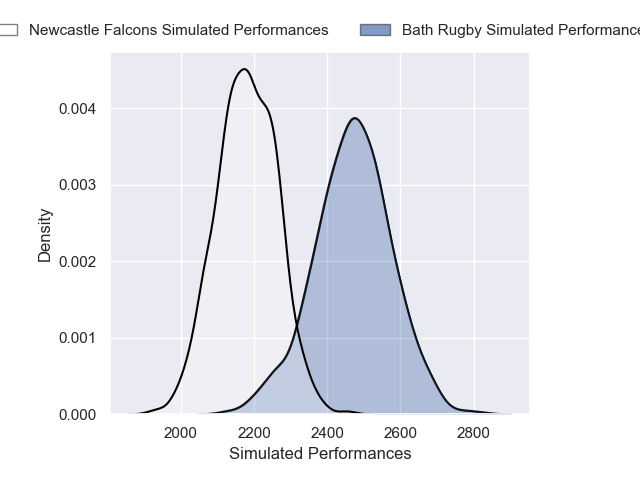 Newcastle Falcons Simulated Performances
Bath Rugby Simulated Performance
0.004
0.003
0.002
0.001
0.000
Density
2000 2200 2400 2600 2800
Simulated Performances